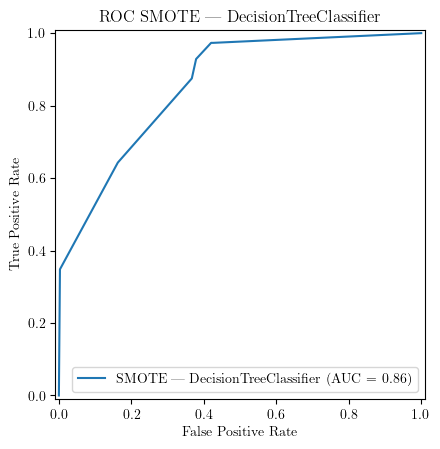 ROC SMOTE — DecisionTreeClassifier
1.0
0.8
0.6
0.4
0.2
0.0
True Positive Rate
SMOTE — DecisionTreeClassifier (AUC = 0.86)
0.0 0.2 0.4 0.6 0.8 1.0
False Positive Rate